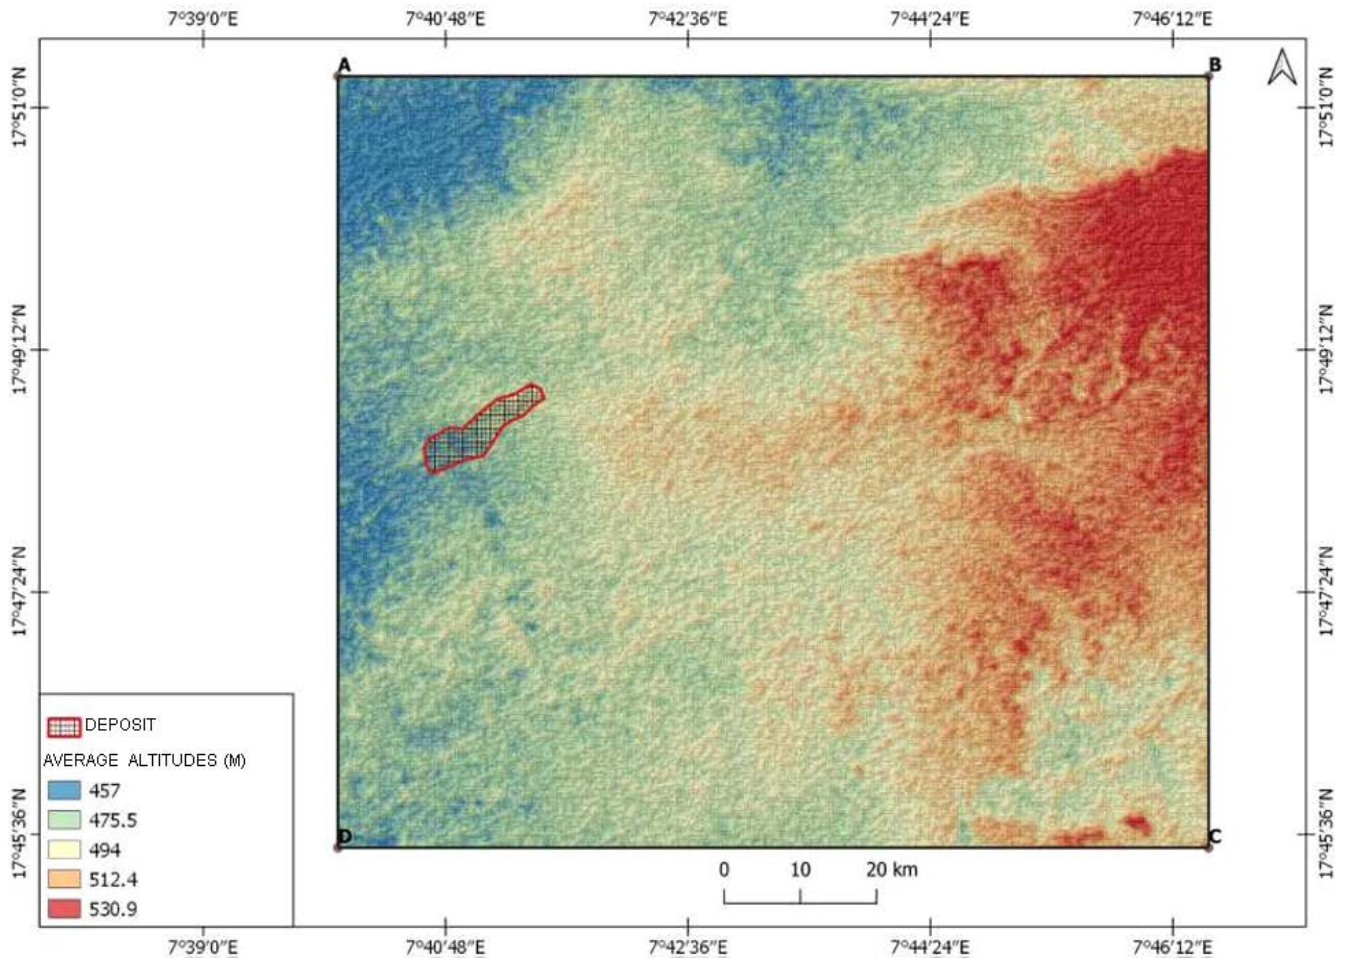 7°39'0"E 7°40'48"E 7°42'36"E 7°44'24"E 7°46'12"E
A B
17°51'0"N 17°51'0"N
17°49'12"N 17°49'12"N
17°47'24"N 17°47'24"N
DEPOSIT
AVERAGE ALTITUDES (M)
457
475.5
494
512.4
530.9
17°45'36"N 17°45'36"N
D C
0 10 20 km
7°39'0"E 7°40'48"E 7°42'36"E 7°44'24"E 7°46'12"E